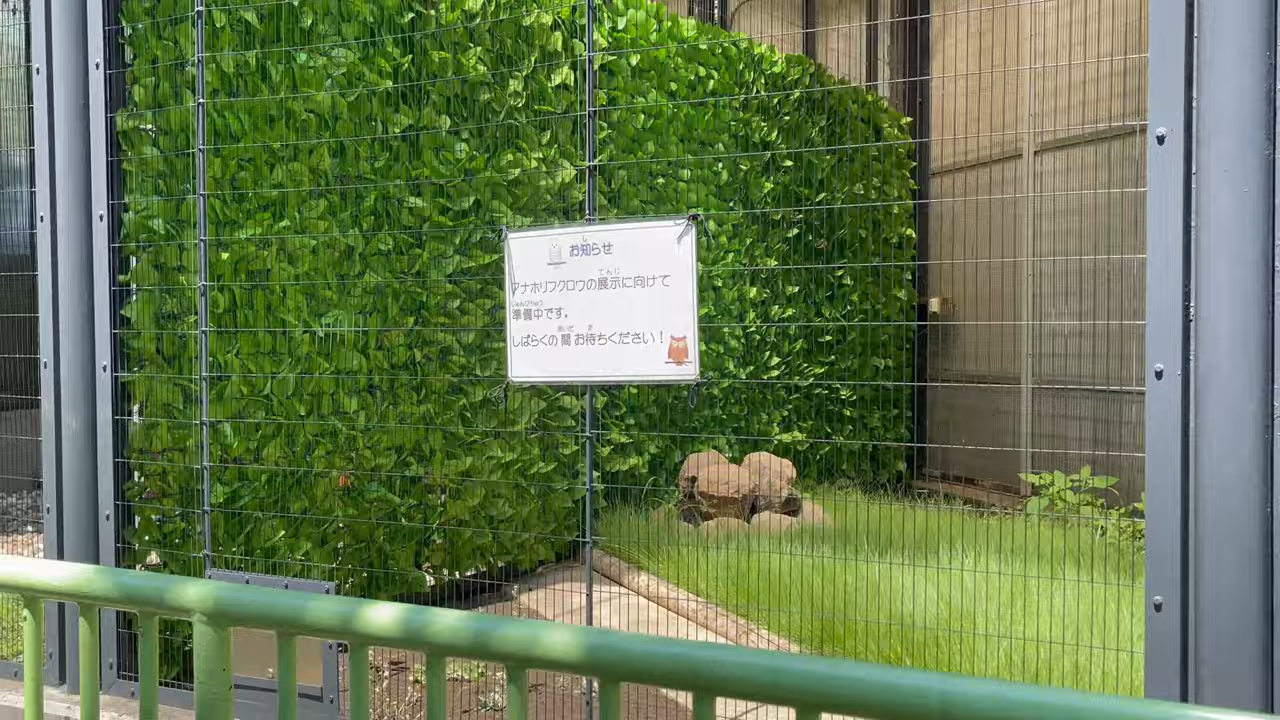 お知らせ
アナホリフクロウの展示に向けて
準備中です。
しばらくの間お待ちください！